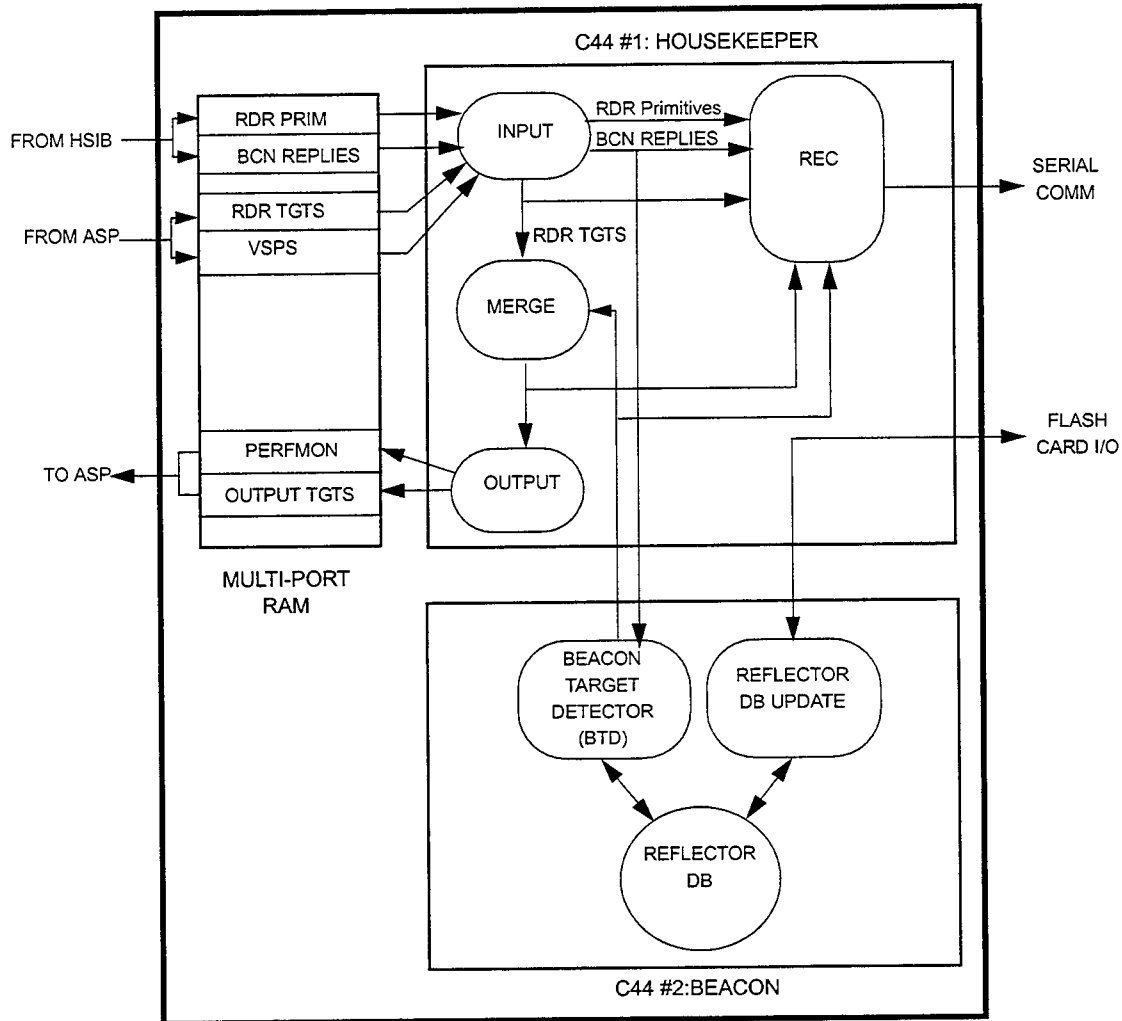 C44 #1: HOUSEKEEPER
FROM HSIB
RDR PRIM
BCN REPLIES
RDR TGTS
VSPS
FROM ASP
INPUT
RDR Primitives
BCN REPLIES
REC
SERIAL
COMM
RDR TGTS
MERGE
PERFMON
OUTPUT TGTS
TO ASP
OUTPUT
FLASH
CARD I/O
MULTI-PORT
RAM
BEACON
TARGET
DETECTOR
(BTD)
REFLECTOR
DB UPDATE
REFLECTOR
DB
C44 #2:BEACON